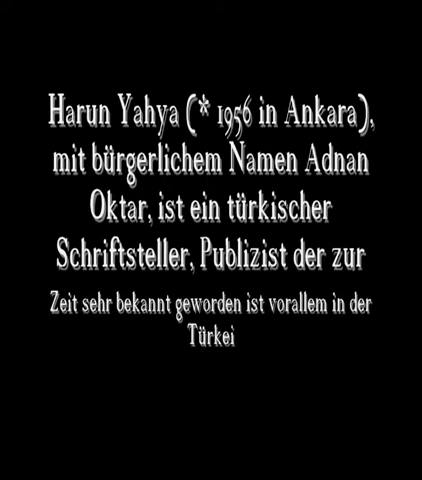 Harun Yahya (* 1956 in Ankara),
mit bürgerlichem Namen Adnan
Oktar, ist ein türkischer
Schriftsteller, Publizist der zur
Zeit sehr bekannt geworden ist vorallem in der
Türkei